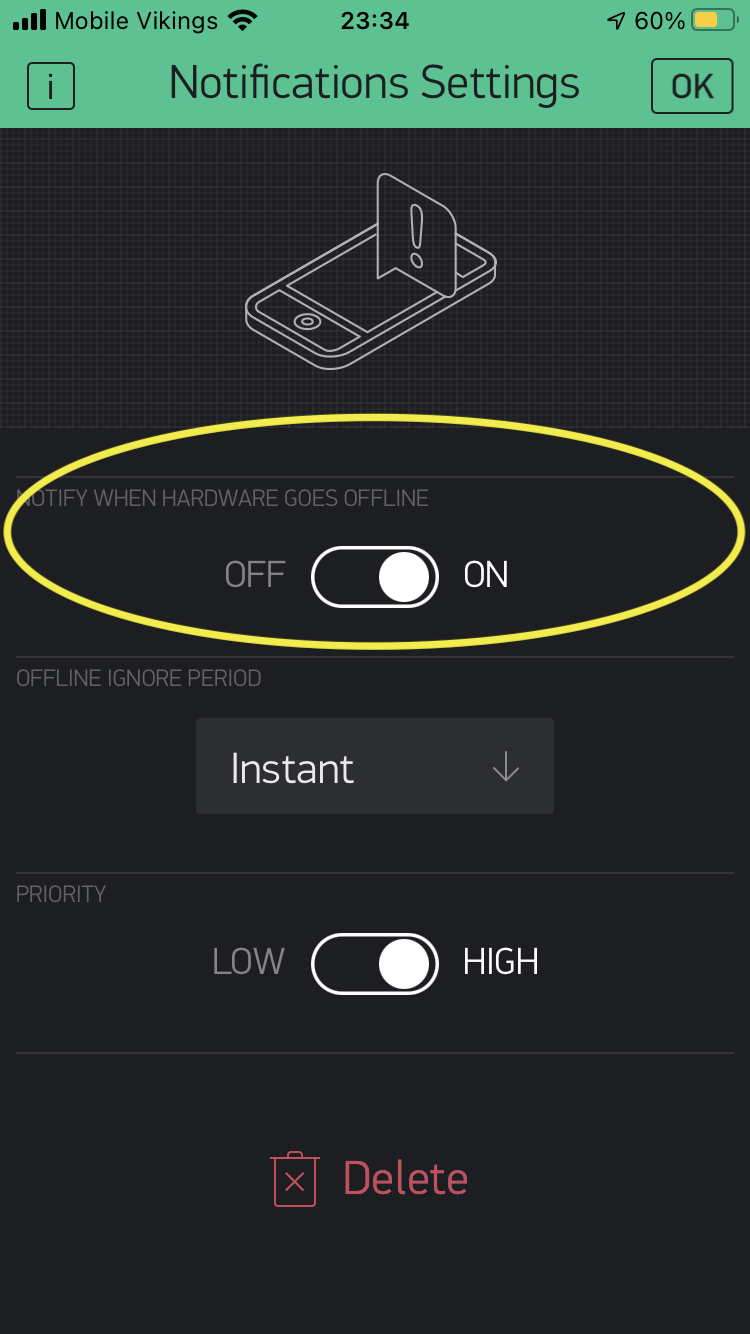 Mobile Vikings 23:34 60%
i Notifications Settings OK
!
NOTIFY WHEN HARDWARE GOES OFFLINE
OFF ON
OFFLINE IGNORE PERIOD
Instant
PRIORITY
LOW HIGH
Delete